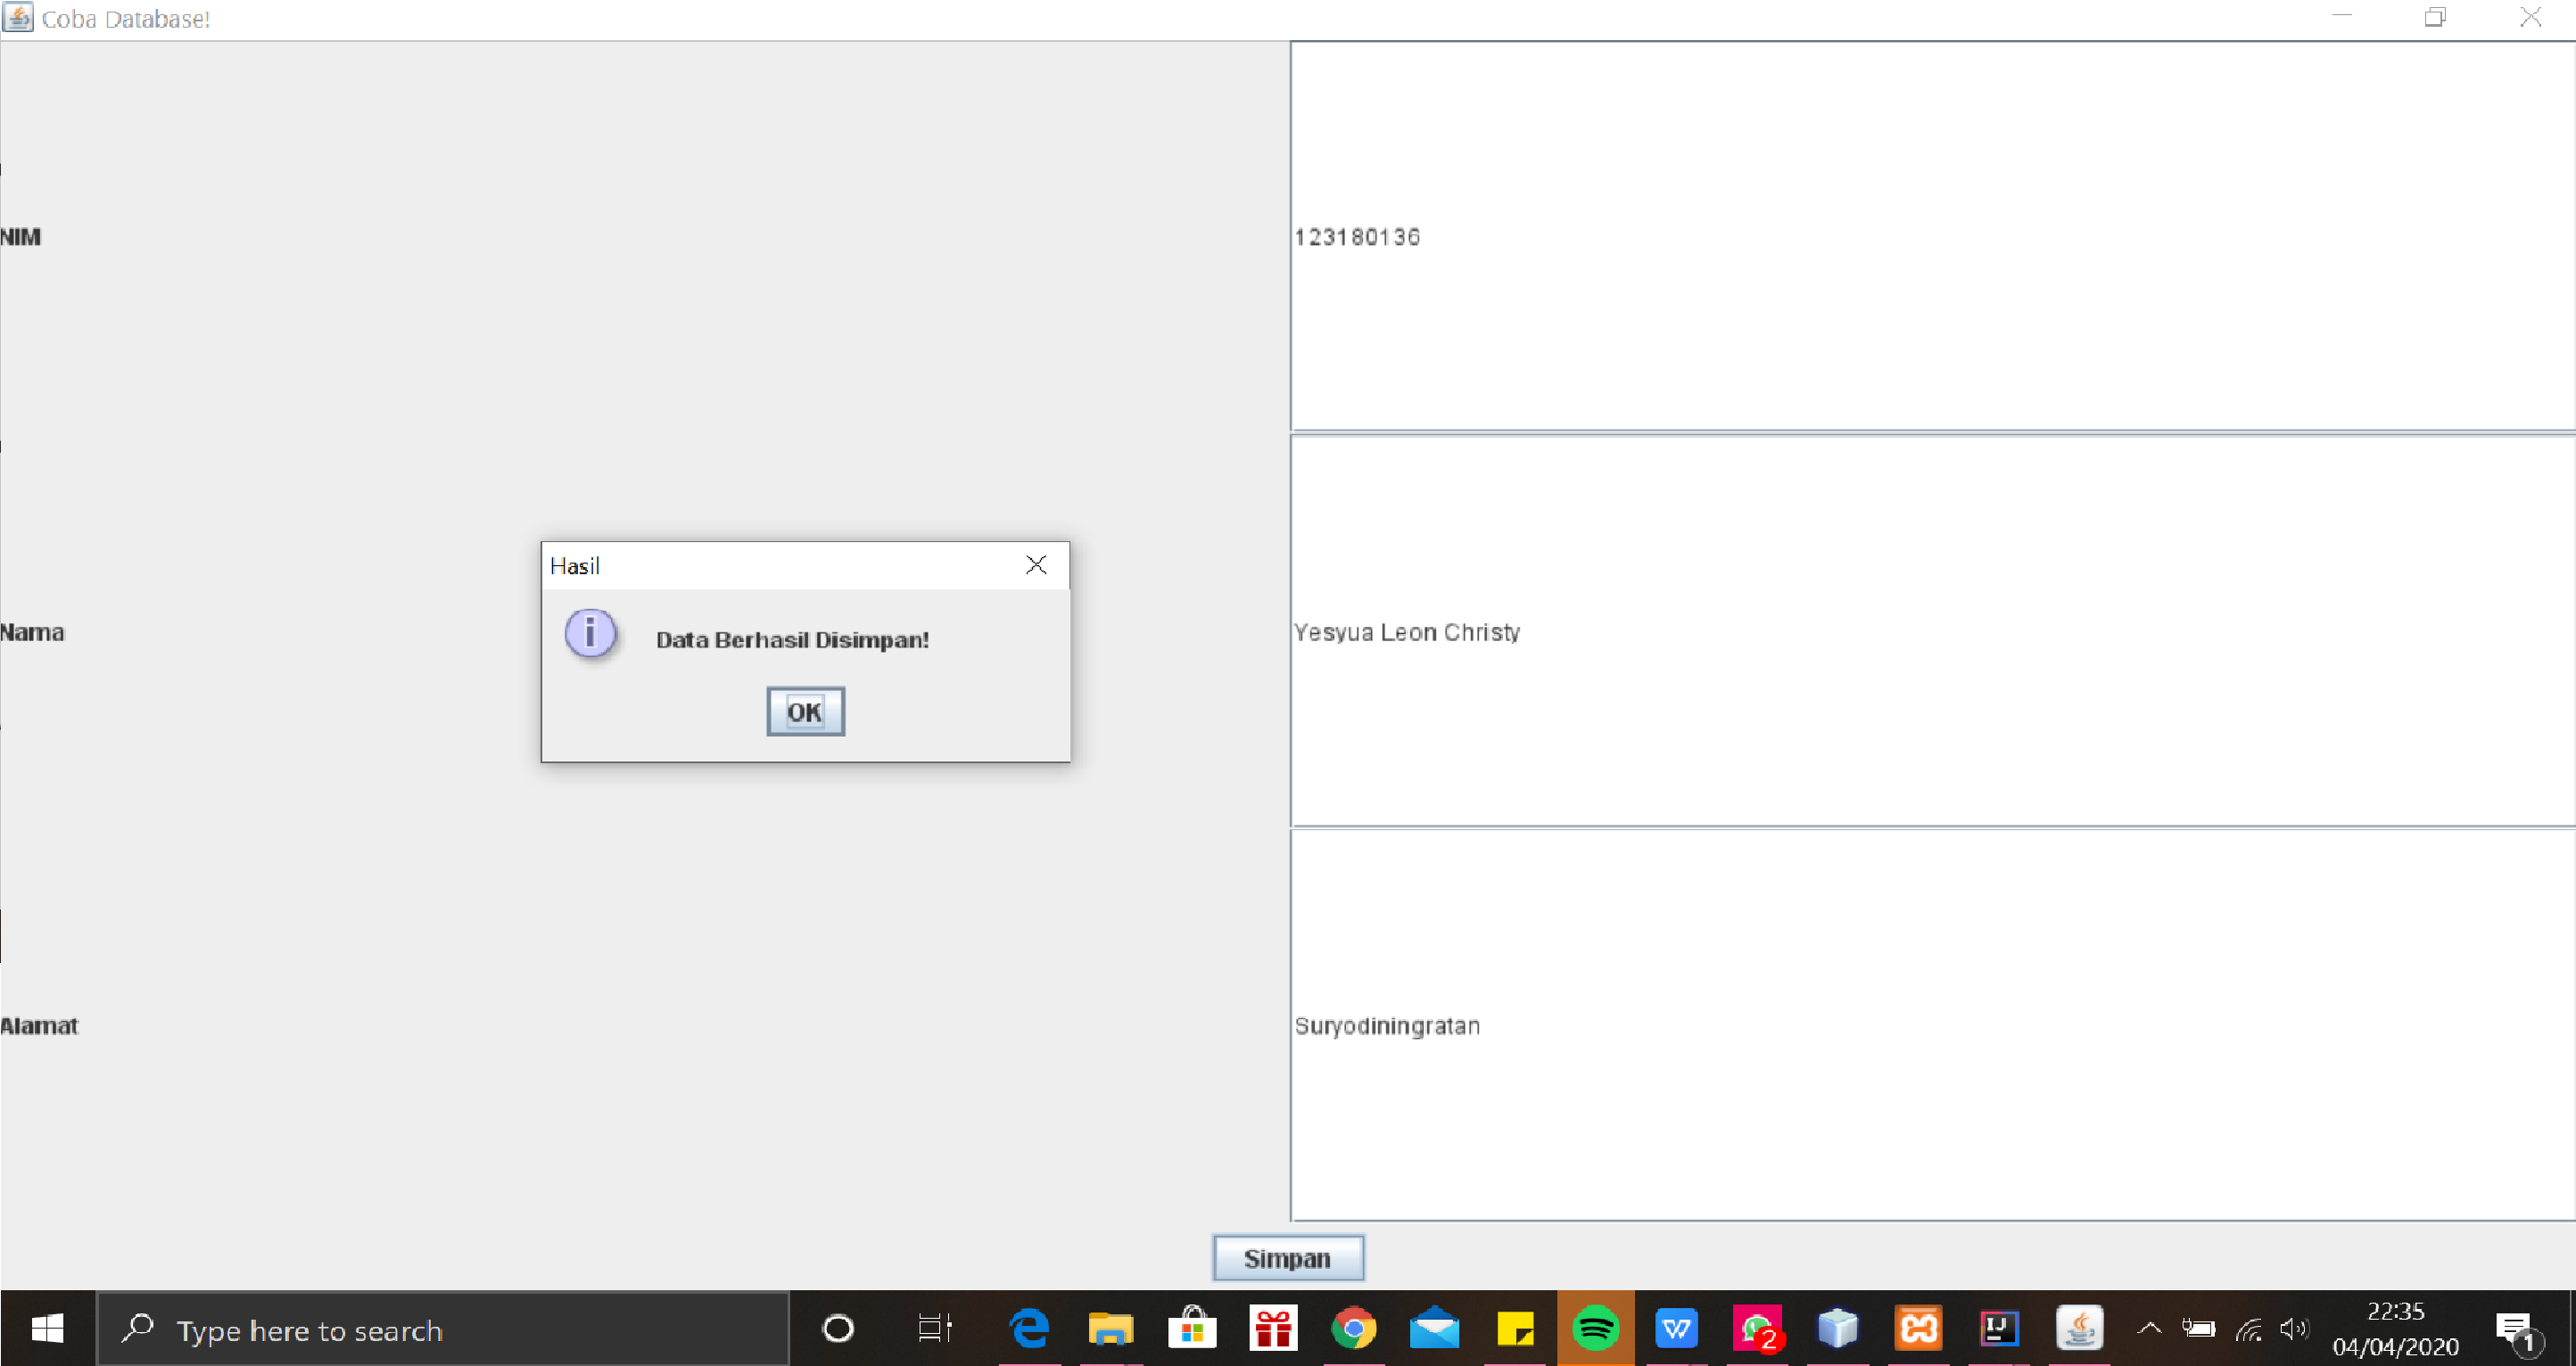 Coba Database!
NIM
123180136
Hasil
Nama
Data Berhasil Disimpan!
Yesyua Leon Christy
OK
Alamat
Suryodiningratan
Simpan
Type here to search
W
2
IJ
22:35
04/04/2020
1